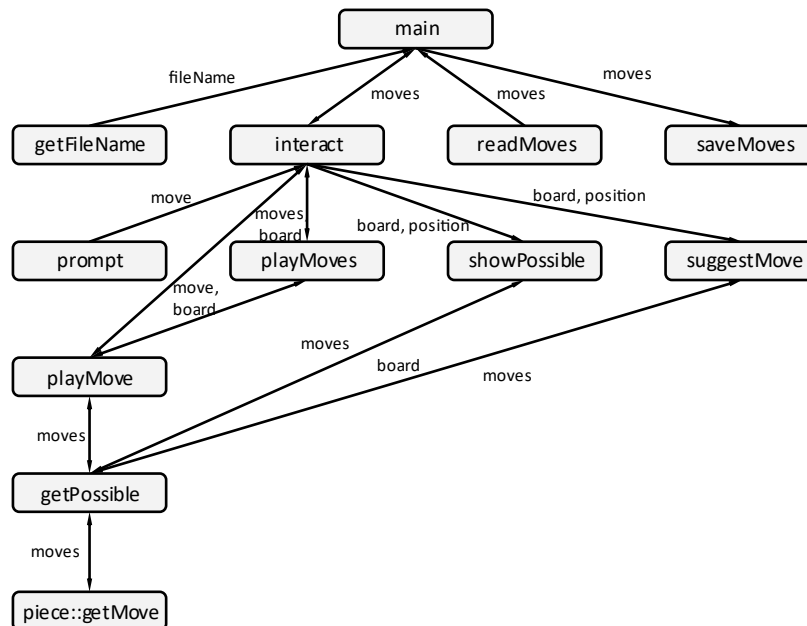 main
fileName
moves
moves
moves
getFileName
interact
readMoves
saveMoves
move
moves,
board
board, position
board, position
prompt
playMoves
showPossible
suggestMove
move,
board
moves
board
moves
playMove
moves
getPossible
moves
piece::getMove